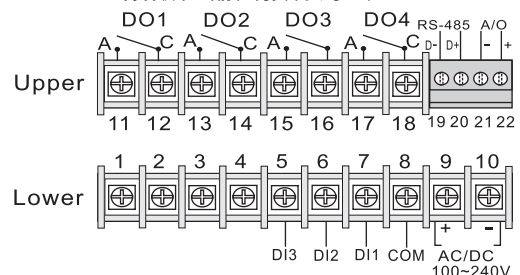 DO1 DO2 DO3 DO4 RS-485 A/O
A C A C A C A C D- D+ - +
Upper
11 12 13 14 15 16 17 18 19 20 21 22
1 2 3 4 5 6 7 8 9 10
Lower
+ -
DI3 DI2 DI1 COM AC/DC
100~240V